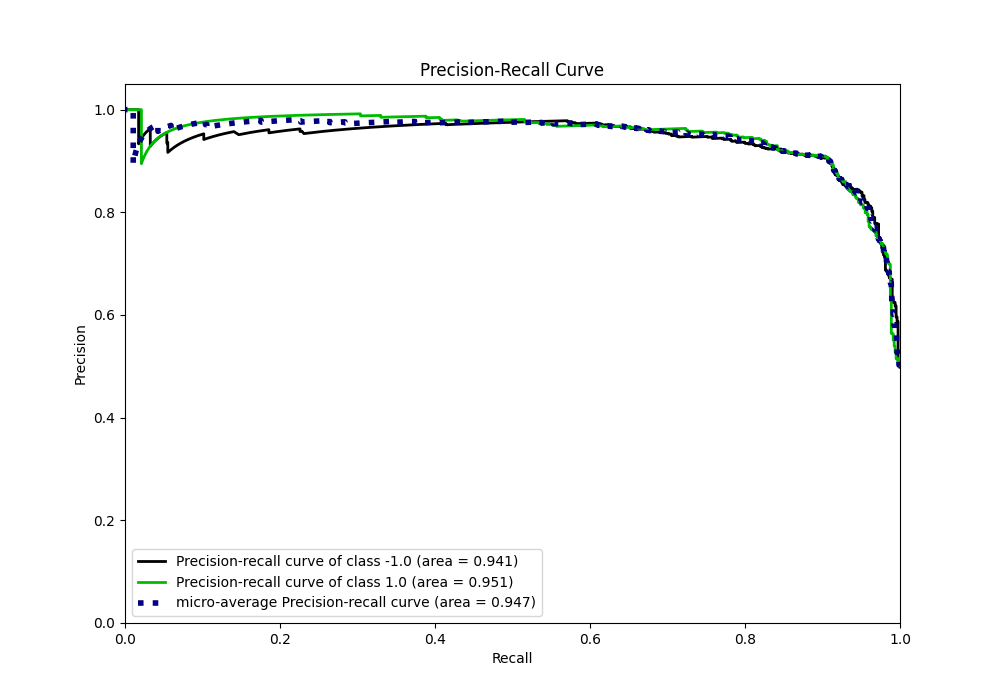 Precision-Recall Curve
1.0
0.8
0.6
0.4
0.2
0.0
Precision
Precision-recall curve of class -1.0 (area = 0.941)
Precision-recall curve of class 1.0 (area = 0.951)
micro-average Precision-recall curve (area = 0.947)
0.0 0.2 0.4 0.6 0.8 1.0
Recall